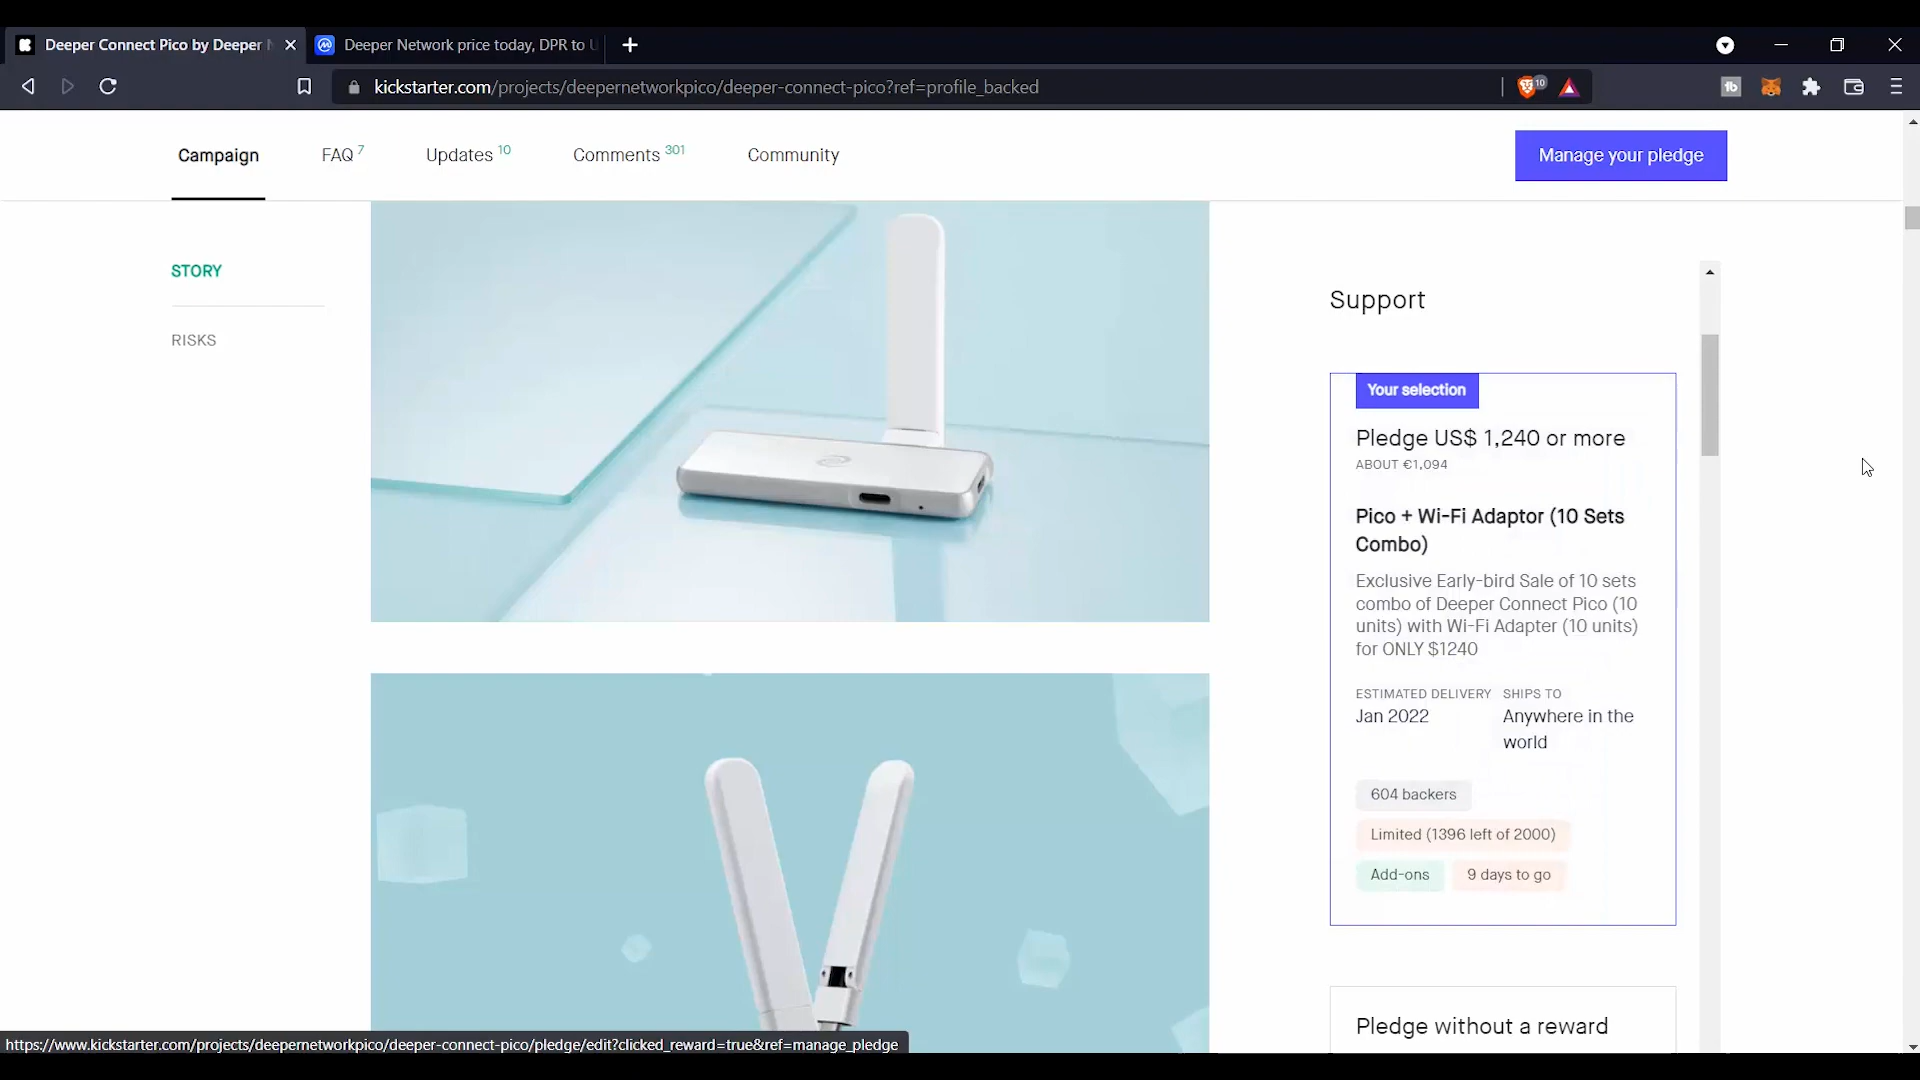 Deeper Connect Pico by Deeper N
Deeper Network price today, DPR to U
kickstarter.com/projects/deepernetworkpico/deeper-connect-pico?ref=profile_backed
10
tb
Campaign
FAQ 7
Updates 10
Comments 301
Community
Manage your pledge
STORY
RISKS
Support
Your selection
Pledge US$ 1,240 or more
ABOUT €1,094
Pico + Wi-Fi Adaptor (10 Sets
Combo)
Exclusive Early-bird Sale of 10 sets
combo of Deeper Connect Pico (10
units) with Wi-Fi Adapter (10 units)
for ONLY $1240
ESTIMATED DELIVERY
Jan 2022
SHIPS TO
Anywhere in the
world
604 backers
Limited (1396 left of 2000)
Add-ons
9 days to go
Pledge without a reward
https://www.kickstarter.com/projects/deepernetworkpico/deeper-connect-pico/pledge/edit?clicked_reward=true&ref=manage_pledge